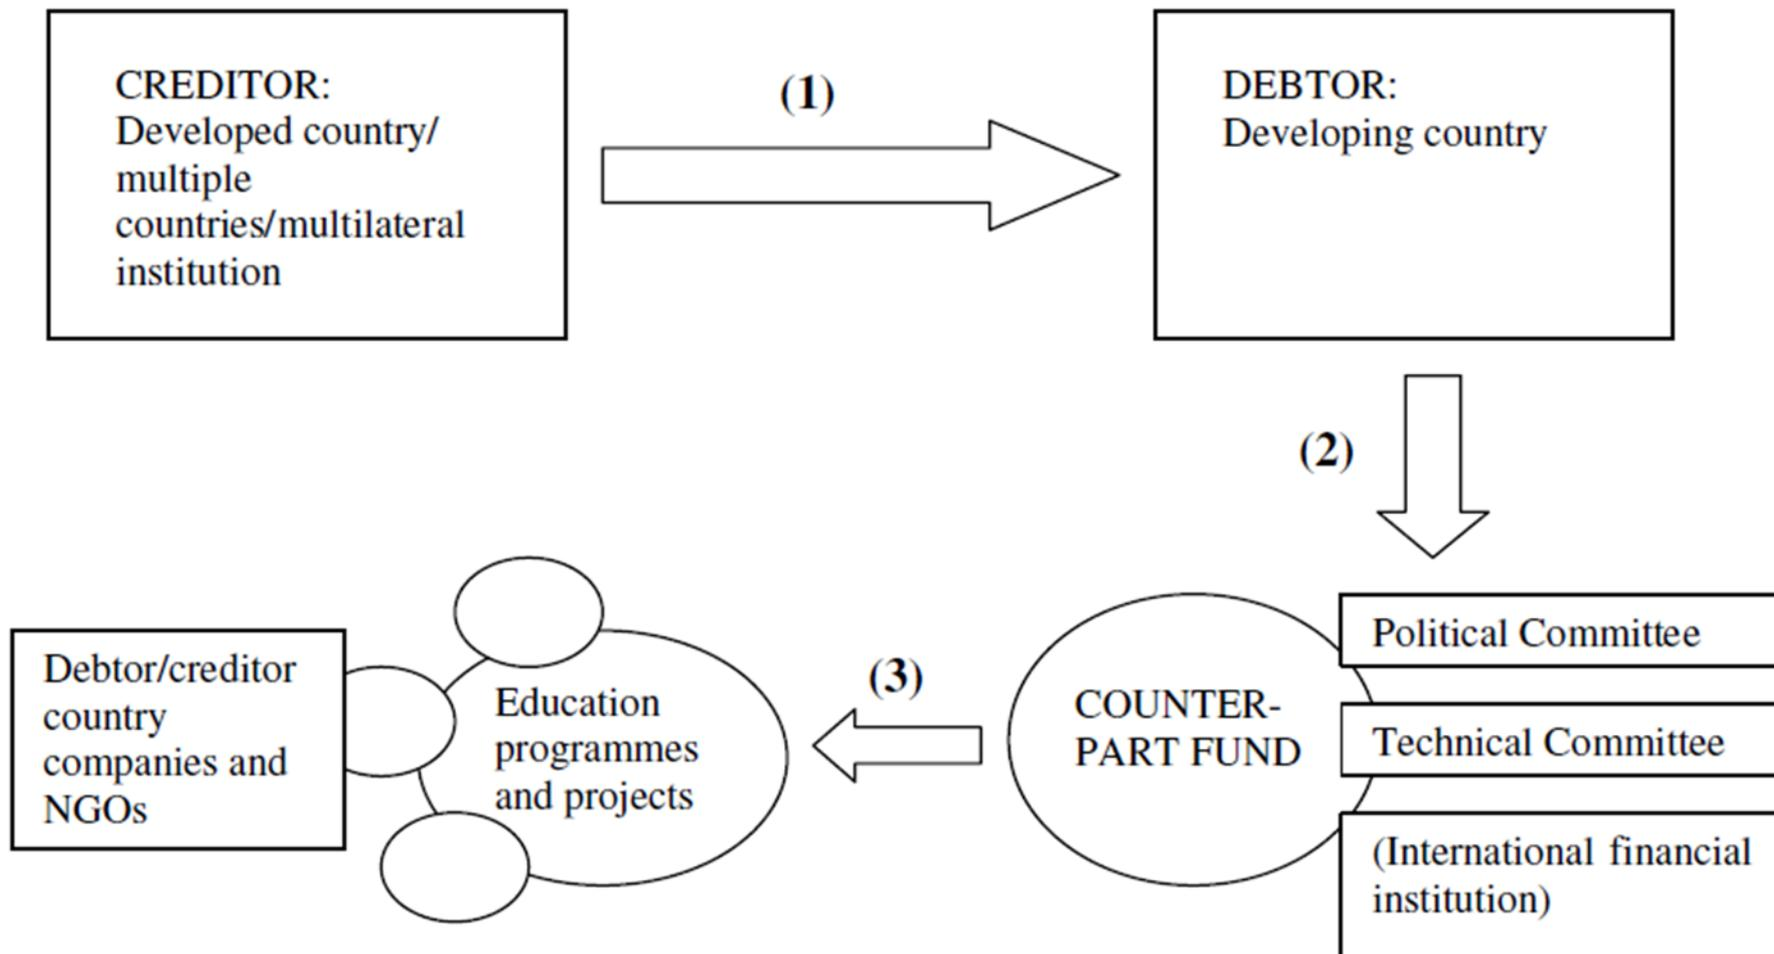 CREDITOR:
Developed country/
multiple
countries/multilateral
institution
(1)
DEBTOR:
Developing country
(2)
Political Committee
Technical Committee
(International financial
institution)
COUNTER-
PART FUND
(3)
Education
programmes
and projects
Debtor/creditor
country
companies and
NGOs